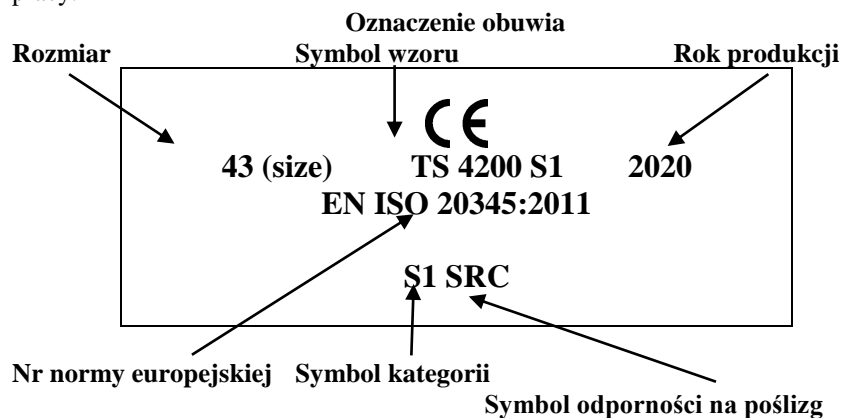 Oznaczenie obuwia
Rozmiar Symbol wzoru Rok produkcji
CE
43 (size) TS 4200 S1 2020
EN ISO 20345:2011
S1 SRC
Nr normy europejskiej Symbol kategorii
Symbol odporności na poślizg